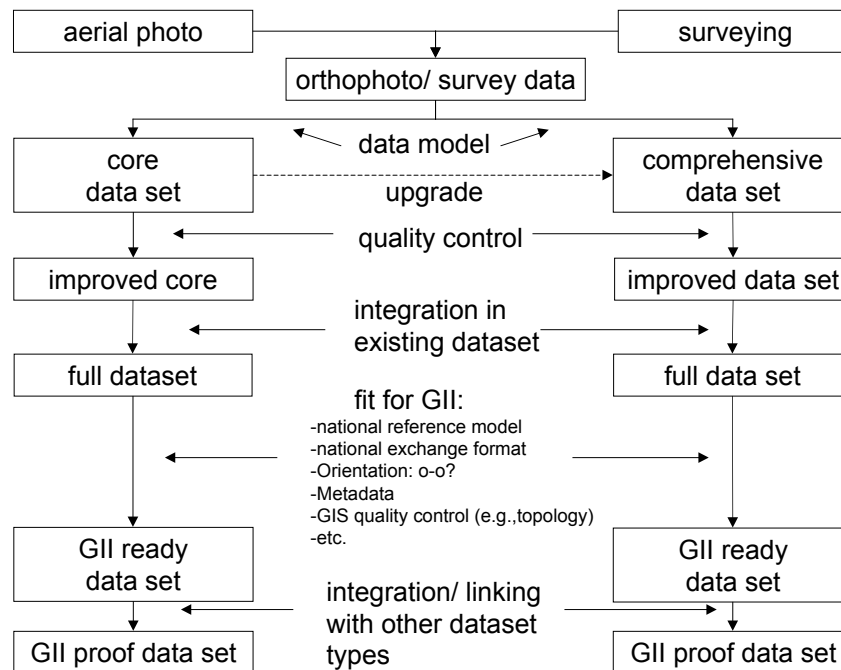 aerial photo
surveying
orthophoto/ survey data
data model
core
data set
comprehensive
data set
upgrade
quality control
improved core
improved data set
integration in
existing dataset
full dataset
full data set
fit for GII:
-national reference model
-national exchange format
-Orientation: o-o?
-Metadata
-GIS quality control (e.g.,topology)
-etc.
GII ready
data set
GII ready
data set
integration/ linking
with other dataset
types
GII proof data set
GII proof data set